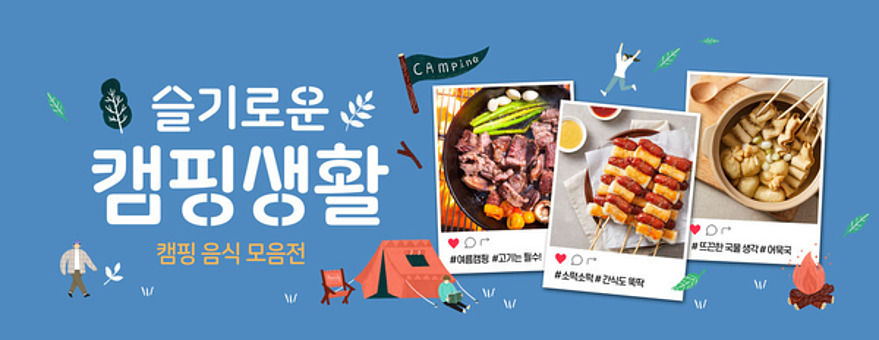 슬기로운
캠핑생활
캠핑 음식 모음전
CAMPing
#여름캠핑 #고기는 필수!
#소떡소떡 #간식도 뚝딱
#뜨끈한 국물 생각 #어묵국